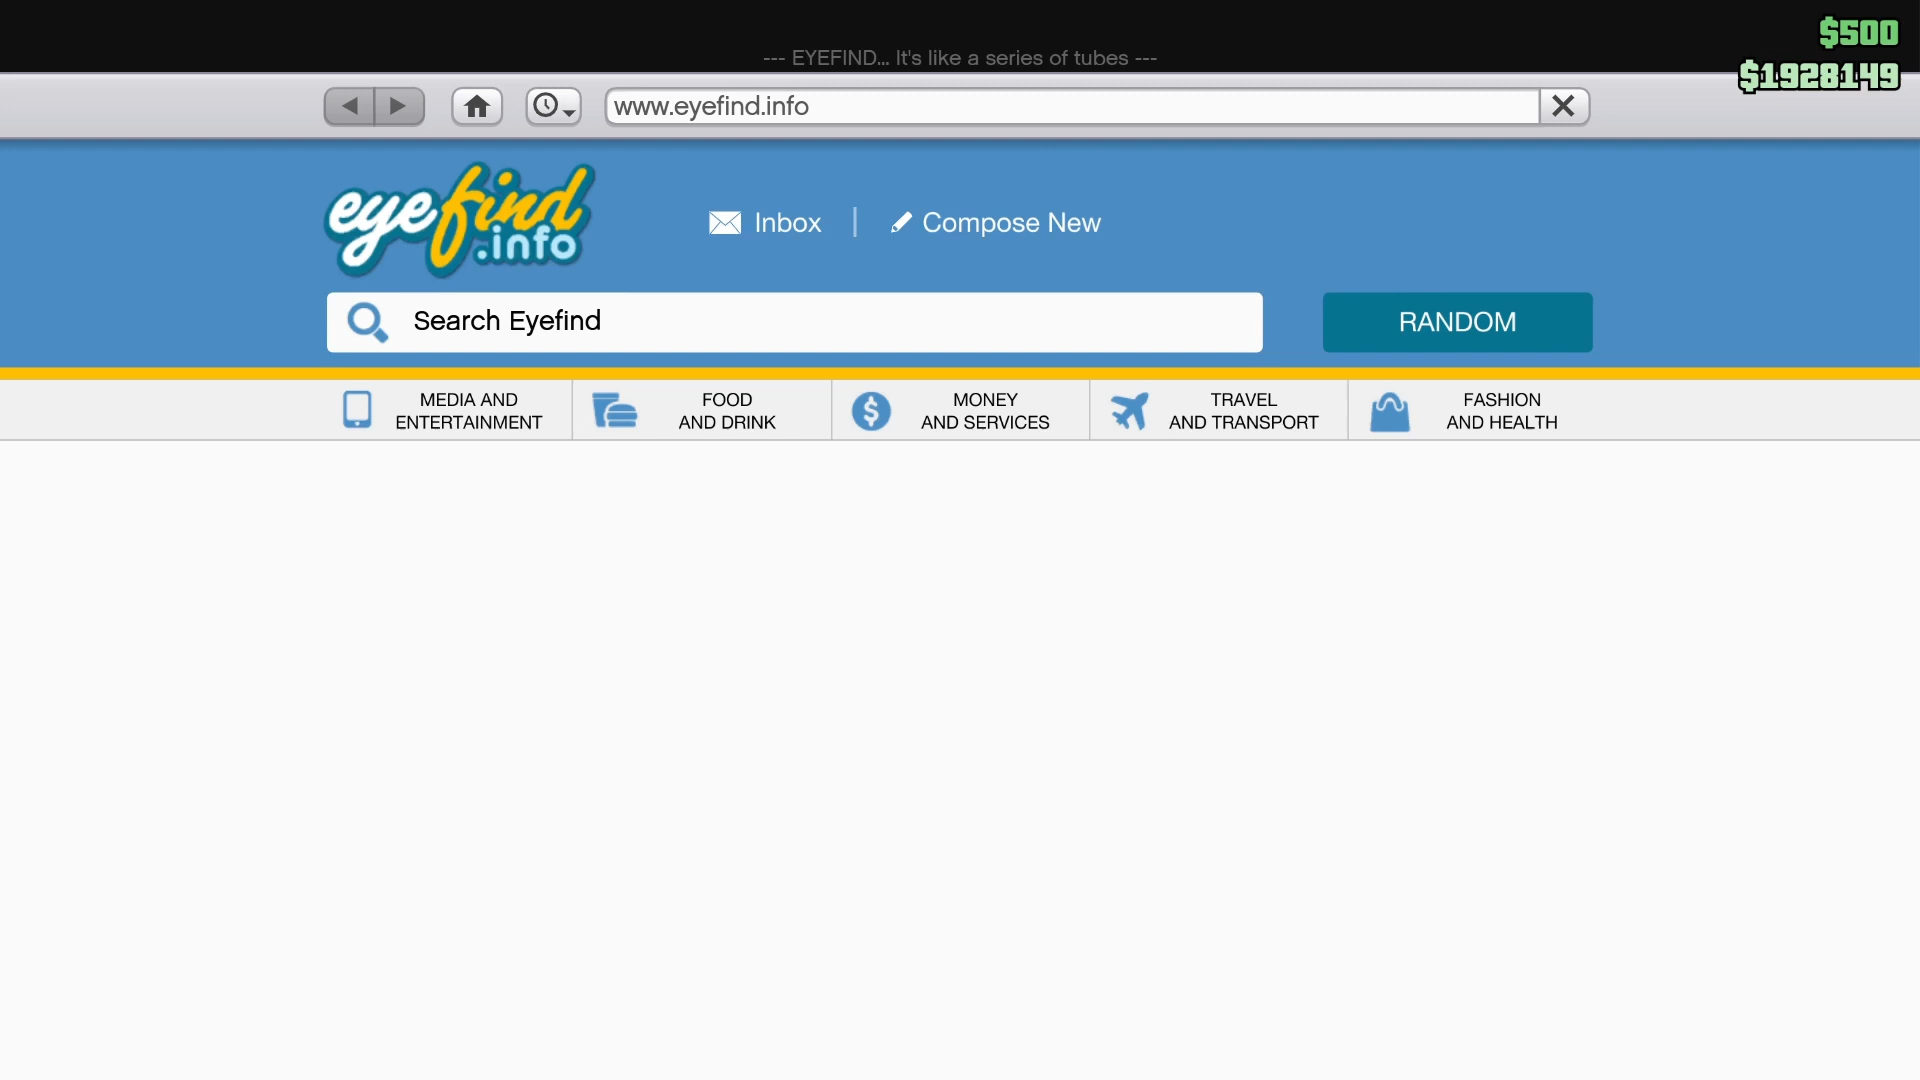 --- EYEFIND... It's like a series of tubes ---
$500
$1928149
www.eyefind.info
eyefind
.info
Inbox
Compose New
Search Eyefind
RANDOM
MEDIA AND
ENTERTAINMENT
FOOD
AND DRINK
MONEY
AND SERVICES
TRAVEL
AND TRANSPORT
FASHION
AND HEALTH